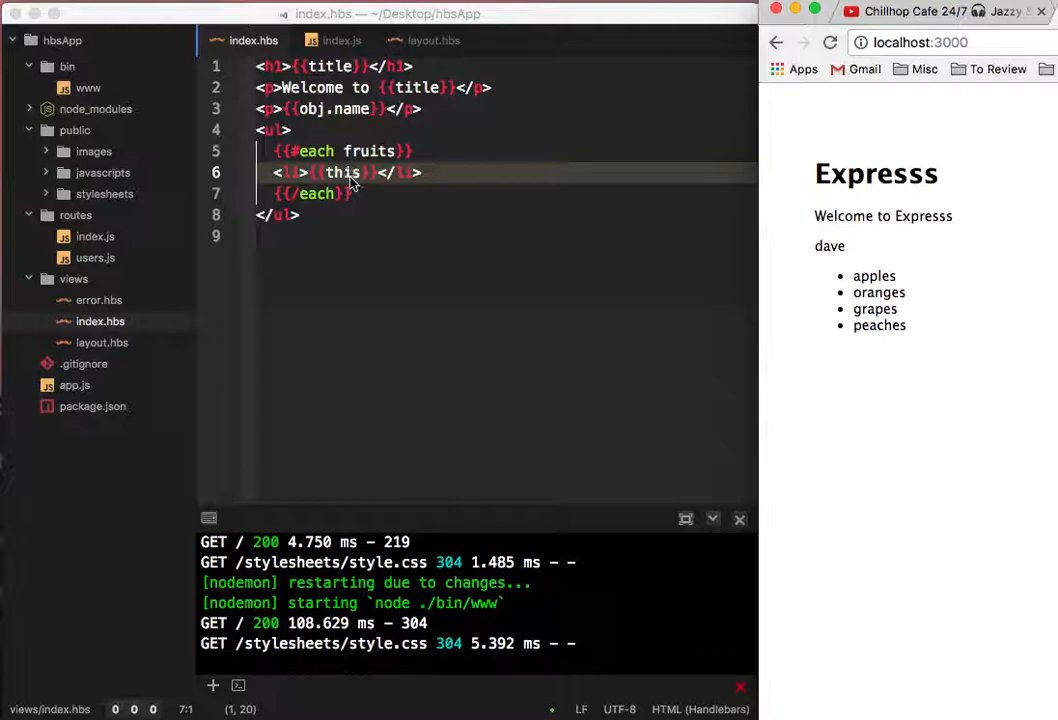 index.hbs — ~/Desktop/hbsApp
hbsApp
bin
www
node_modules
public
images
javascripts
stylesheets
routes
index.js
users.js
views
error.hbs
index.hbs
layout.hbs
.gitignore
app.js
package.json
index.hbs index.js layout.hbs
1 <h1>{{title}}</h1>
2 <p>Welcome to {{title}}</p>
3 <p>{{obj.name}}</p>
4 <ul>
5 {{#each fruits}}
6 <li>{{this}}</li>
7 {{/each}}
8 </ul>
9
GET / 200 4.750 ms - 219
GET /stylesheets/style.css 304 1.485 ms - -
[nodemon] restarting due to changes...
[nodemon] starting `node ./bin/www`
GET / 200 108.629 ms - 304
GET /stylesheets/style.css 304 5.392 ms - -
views/index.hbs 0 0 0 7:1 (1, 20) LF UTF-8 HTML (Handlebars)
Chillhop Cafe 24/7 🎧 Jazzy
localhost:3000
Apps Gmail Misc To Review
Expresss
Welcome to Expresss
dave
• apples
• oranges
• grapes
• peaches